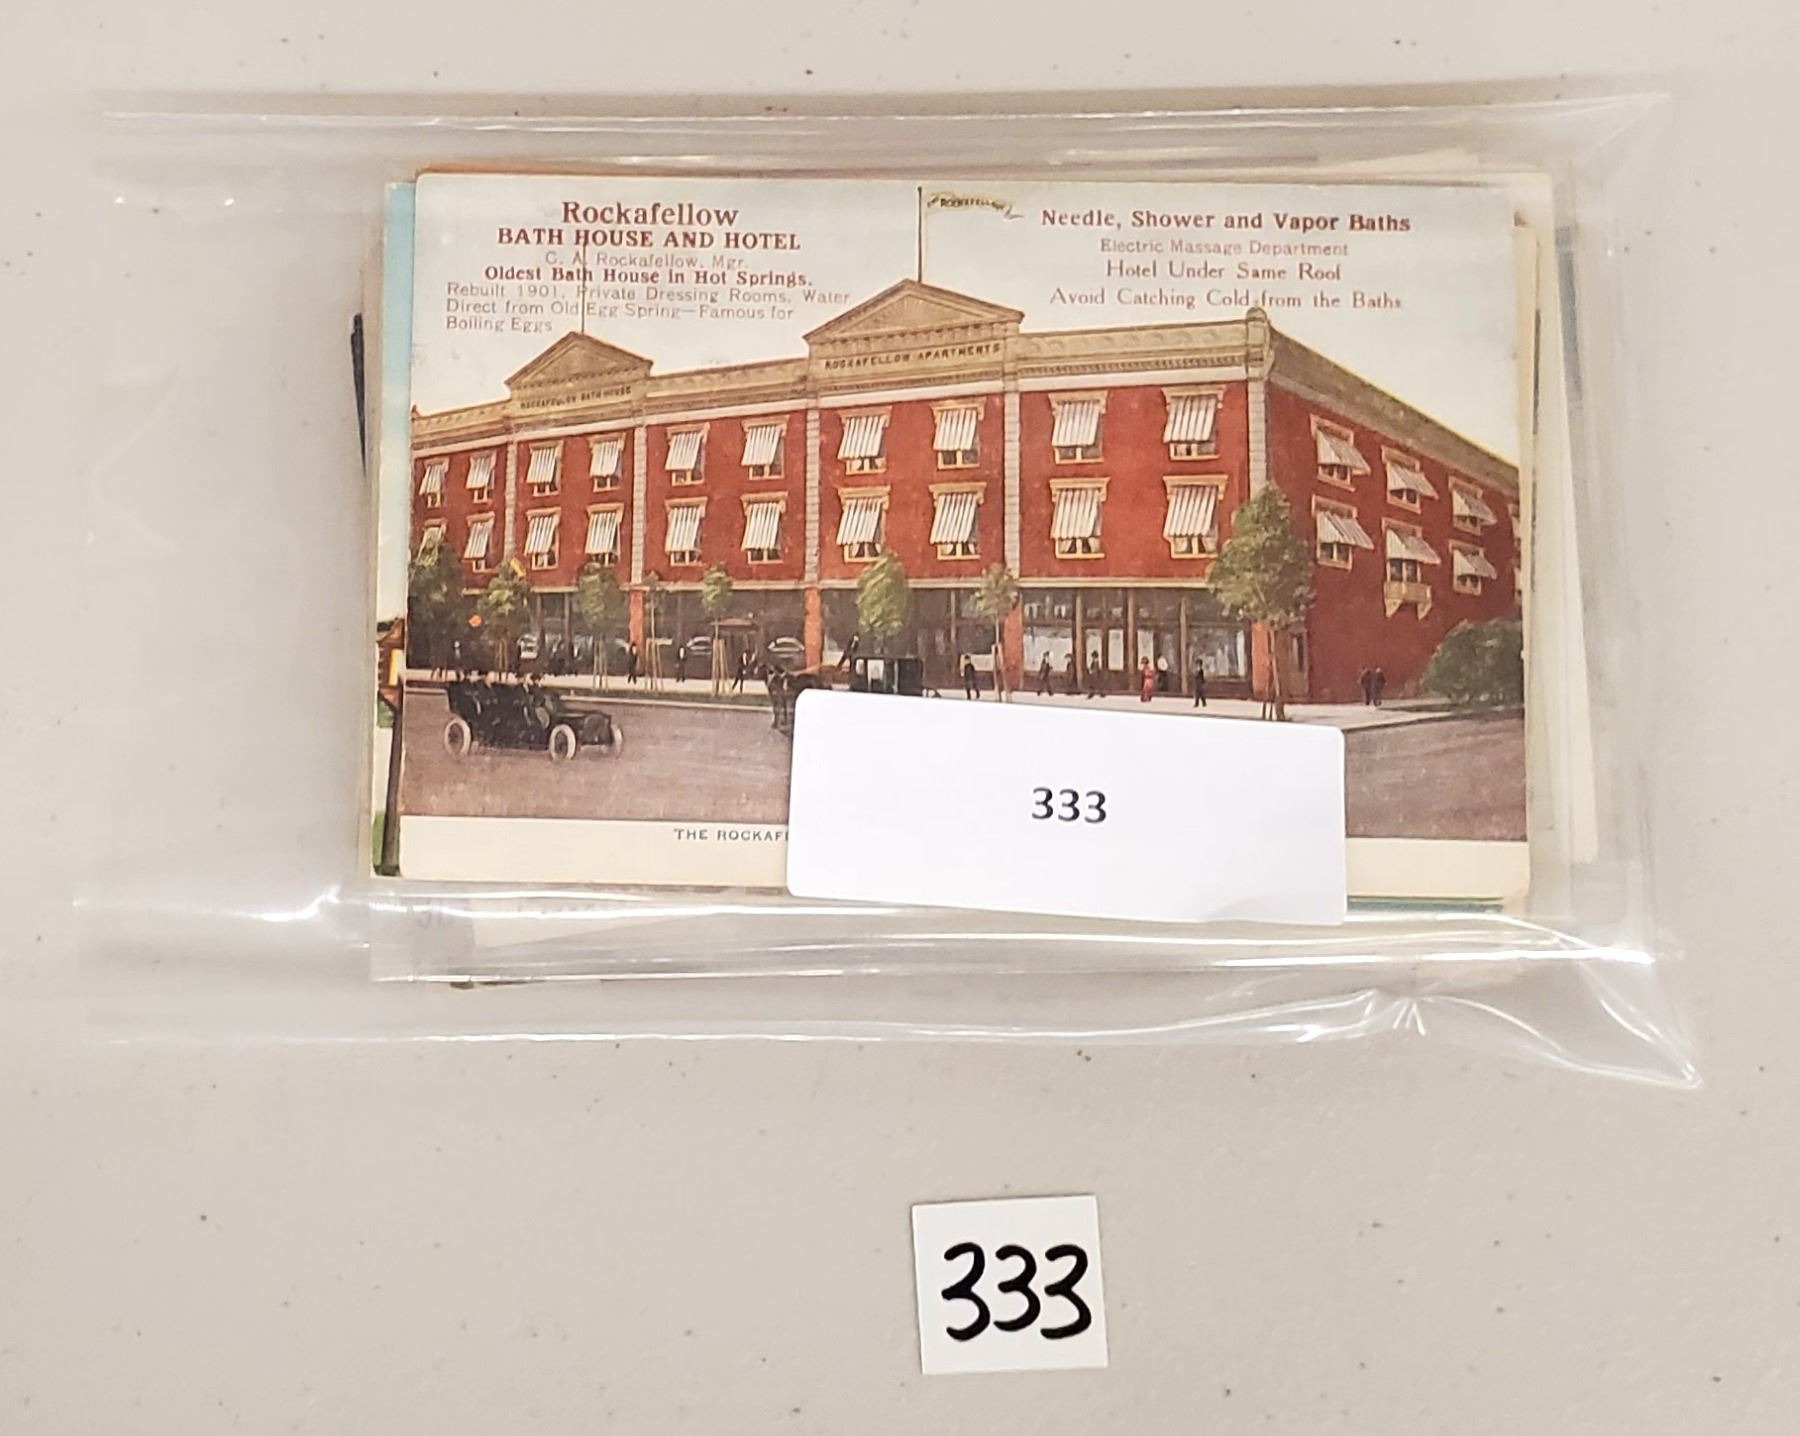 Rockafellow
BATH HOUSE AND HOTEL
C. A. Rockafellow, Mgr.
Oldest Bath House in Hot Springs.
Rebuilt 1901, Private Dressing Rooms, Water
Direct from Old Egg Spring—Famous for
Boiling Eggs
ROCKAFELLOW
Needle, Shower and Vapor Baths
Electric Massage Department
Hotel Under Same Roof
Avoid Catching Cold from the Baths
ROCKAFELLOW BATH HOUSE
ROCKAFELLOW APARTMENTS
THE ROCKAFE
333
333